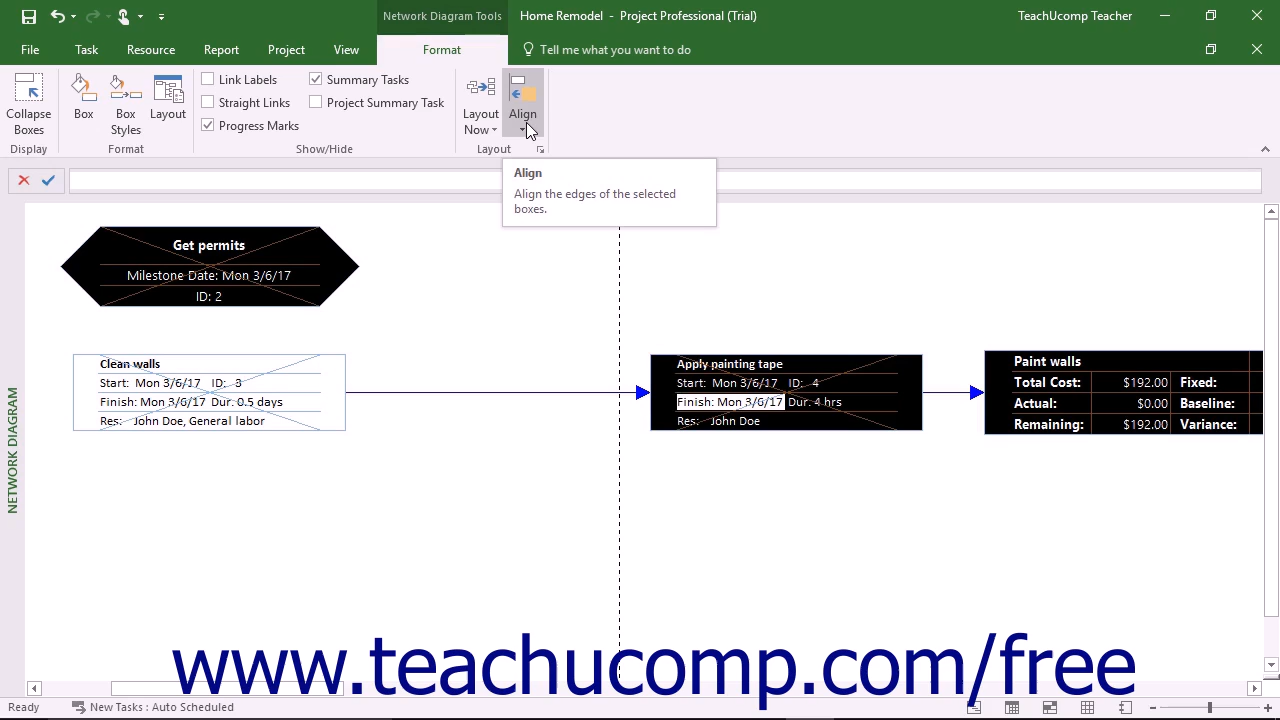 Network Diagram Tools
Home Remodel - Project Professional (Trial)
TeachUcomp Teacher
File Task Resource Report Project View Format Tell me what you want to do
Collapse Boxes
Display
Box
Box Styles
Layout
Format
Link Labels
Straight Links
Progress Marks
Summary Tasks
Project Summary Task
Show/Hide
Layout Now
Align
Layout
Align
Align the edges of the selected
boxes.
NETWORK DIAGRAM
Get permits
Milestone Date: Mon 3/6/17
ID: 2
Clean walls
Start: Mon 3/6/17 ID: 3
Finish: Mon 3/6/17 Dur: 0.5 days
Res: John Doe, General labor
Apply painting tape
Start: Mon 3/6/17 ID: 4
Finish: Mon 3/6/17 Dur: 4 hrs
Res: John Doe
Paint walls
Total Cost: $192.00 Fixed:
Actual: $0.00 Baseline:
Remaining: $192.00 Variance:
www.teachucomp.com/free
Ready New Tasks : Auto Scheduled